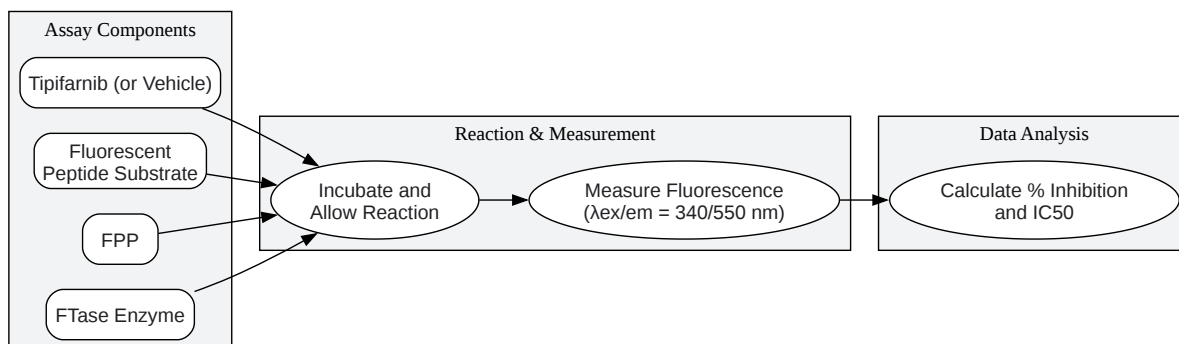 Assay Components
Tipifarnib (or Vehicle)
Fluorescent
Peptide Substrate
FPP
FTase Enzyme
Reaction & Measurement
Incubate and
Allow Reaction
Measure Fluorescence
(λex/em = 340/550 nm)
Data Analysis
Calculate % Inhibition
and IC50